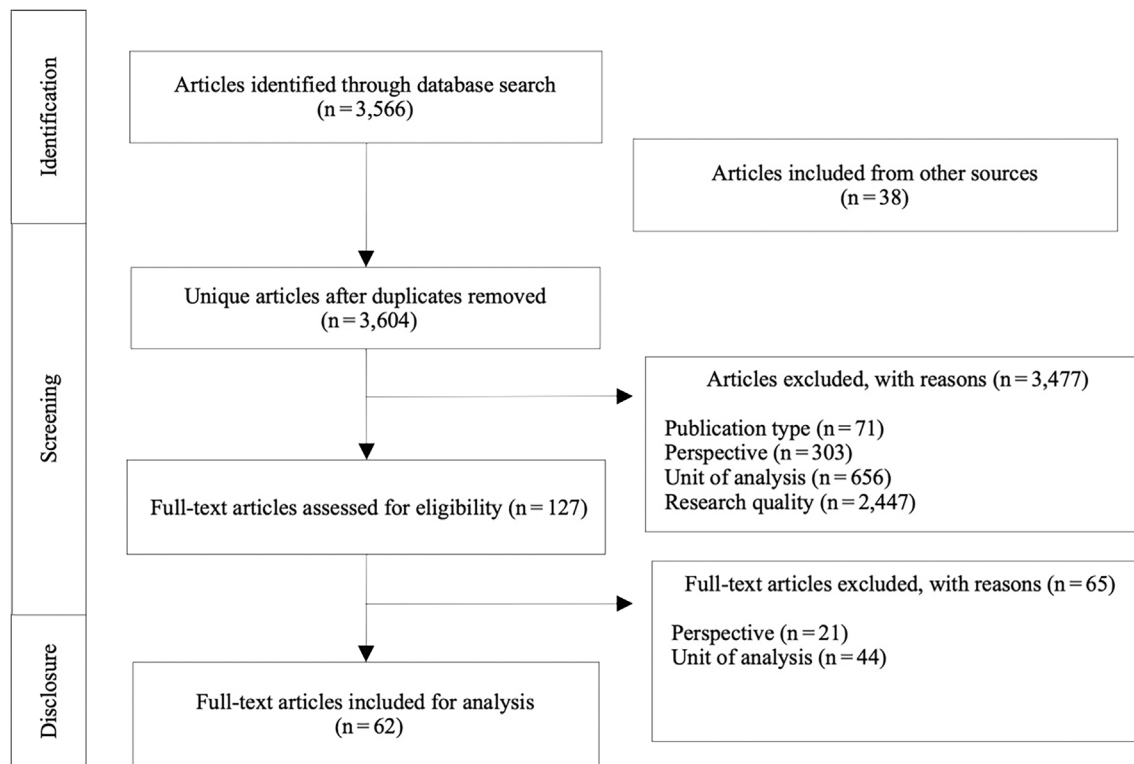 Identification
Articles identified through database search
(n = 3,566)
Articles included from other sources
(n = 38)
Screening
Unique articles after duplicates removed
(n = 3,604)
Articles excluded, with reasons (n = 3,477)
Publication type (n = 71)
Perspective (n = 303)
Unit of analysis (n = 656)
Research quality (n = 2,447)
Full-text articles assessed for eligibility (n = 127)
Full-text articles excluded, with reasons (n = 65)
Perspective (n = 21)
Unit of analysis (n = 44)
Disclosure
Full-text articles included for analysis
(n = 62)